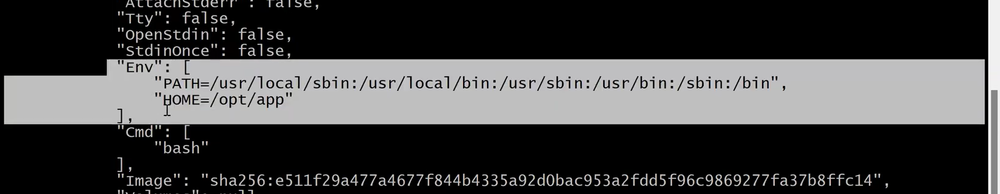 "AttachStderr": false,
"Tty": false,
"OpenStdin": false,
"StdinOnce": false,
"Env": [
"PATH=/usr/local/sbin:/usr/local/bin:/usr/sbin:/usr/bin:/sbin:/bin",
"HOME=/opt/app"
],
"Cmd": [
"bash"
],
"Image": "sha256:e511f29a477a4677f844b4335a92d0bac953a2fdd5f96c9869277fa37b8ffc14",
"Volumes": null